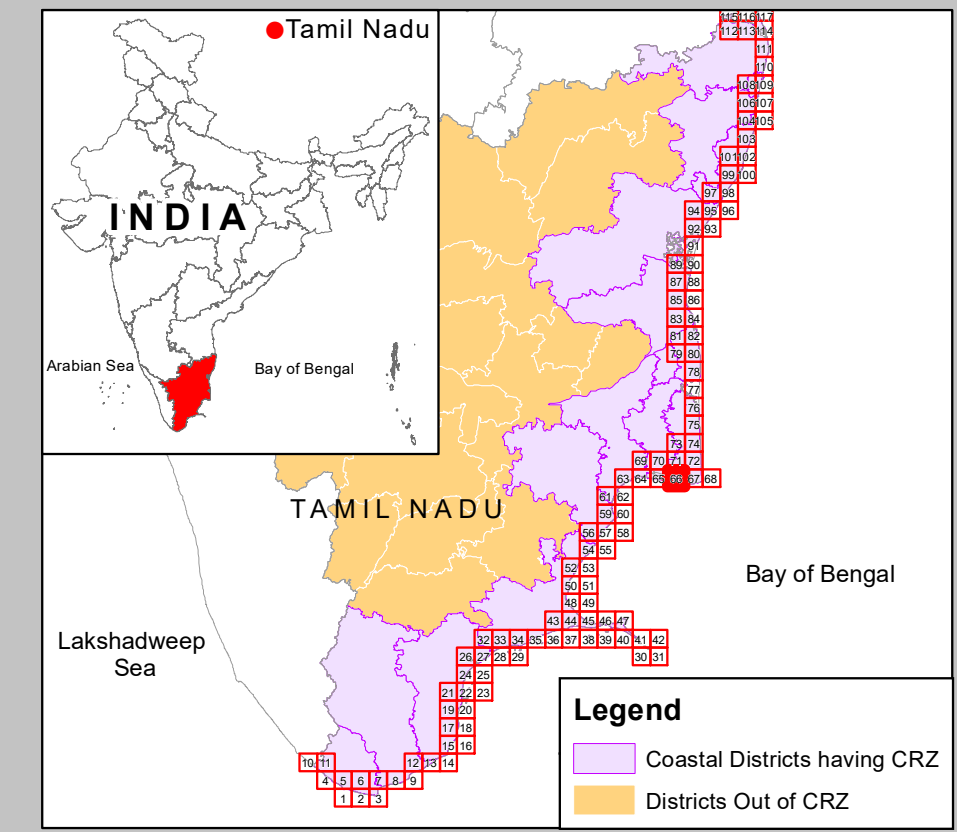 Tamil Nadu
INDIA
Arabian Sea
Bay of Bengal
115 116 117
112 113 114
111
110
108 109
106 107
104 105
103
101 102
99 100
97 98
94 95 96
92 93
91
89 90
87 88
85 86
83 84
81 82
79 80
78
77
76
75
73 74
69 70 71 72
63 64 65 66 67 68
61 62
TAMIL NADU
59 60
56 57 58
54 55
52 53
Bay of Bengal
50 51
48 49
43 44 45 46 47
32 33 34 35 36 37 38 39 40 41 42
Lakshadweep
Sea
26 27 28 29 30 31
24 25
21 22 23
19 20
17 18
15 16
10 11 12 13 14
4 5 6 7 8 9
1 2 3
Legend
Coastal Districts having CRZ
Districts Out of CRZ